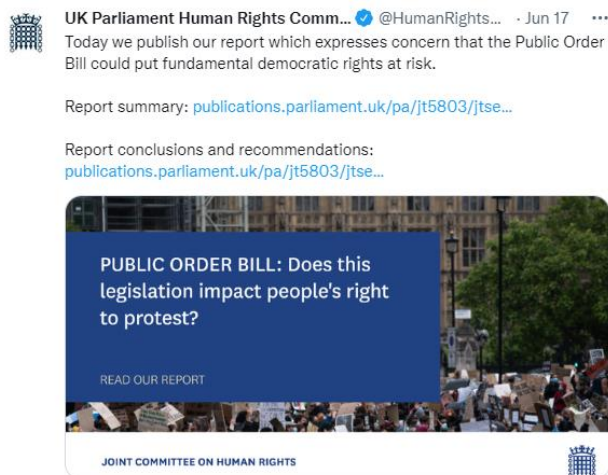 UK Parliament Human Rights Comm... @HumanRights... · Jun 17 ...
Today we publish our report which expresses concern that the Public Order
Bill could put fundamental democratic rights at risk.
Report summary: publications.parliament.uk/pa/jt5803/jtse...
Report conclusions and recommendations:
publications.parliament.uk/pa/jt5803/jtse...
PUBLIC ORDER BILL: Does this
legislation impact people's right
to protest?
READ OUR REPORT
JOINT COMMITTEE ON HUMAN RIGHTS